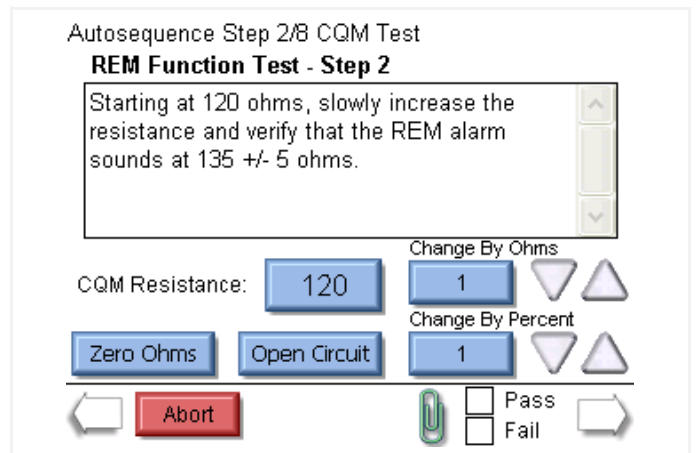 Autosequence Step 2/8 CQM Test
REM Function Test - Step 2
Starting at 120 ohms, slowly increase the
resistance and verify that the REM alarm
sounds at 135 +/- 5 ohms.
Change By Ohms
CQM Resistance: 120 1
Change By Percent
Zero Ohms Open Circuit 1
Abort
Pass
Fail